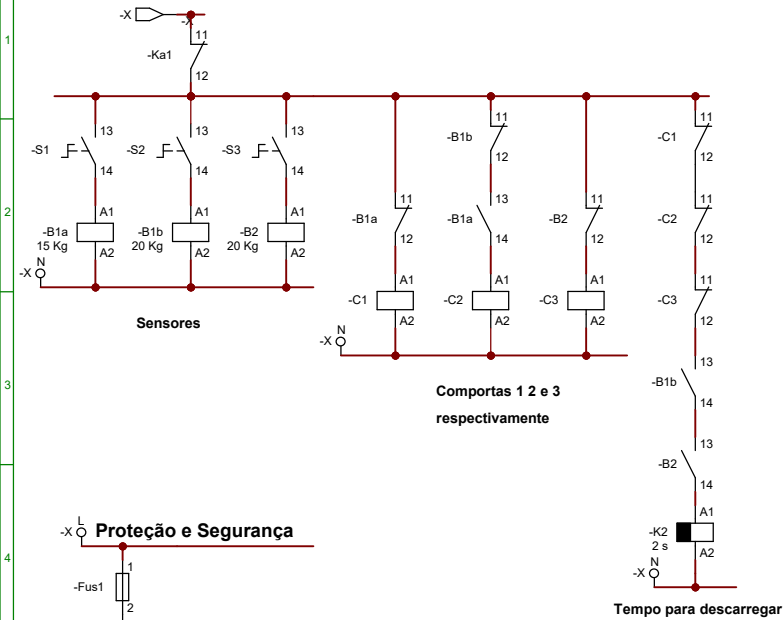 -X
-X
11
-Ka1
12
1
13
-S1
14
13
-S2
14
13
-S3
14
11
-B1b
12
11
-C1
12
2
A1
-B1a
15 Kg
A2
A1
-B1b
20 Kg
A2
A1
-B2
20 Kg
A2
11
-B1a
12
13
-B1a
14
11
-B2
12
11
-C2
12
N
-X
Sensores
A1
-C1
A2
A1
-C2
A2
A1
-C3
A2
11
-C3
12
N
-X
3
Comportas 1 2 e 3
respectivamente
13
-B1b
14
13
-B2
14
L
-X
Proteção e Segurança
A1
-K2
2 s
A2
4
1
-Fus1
2
N
-X
Tempo para descarregar